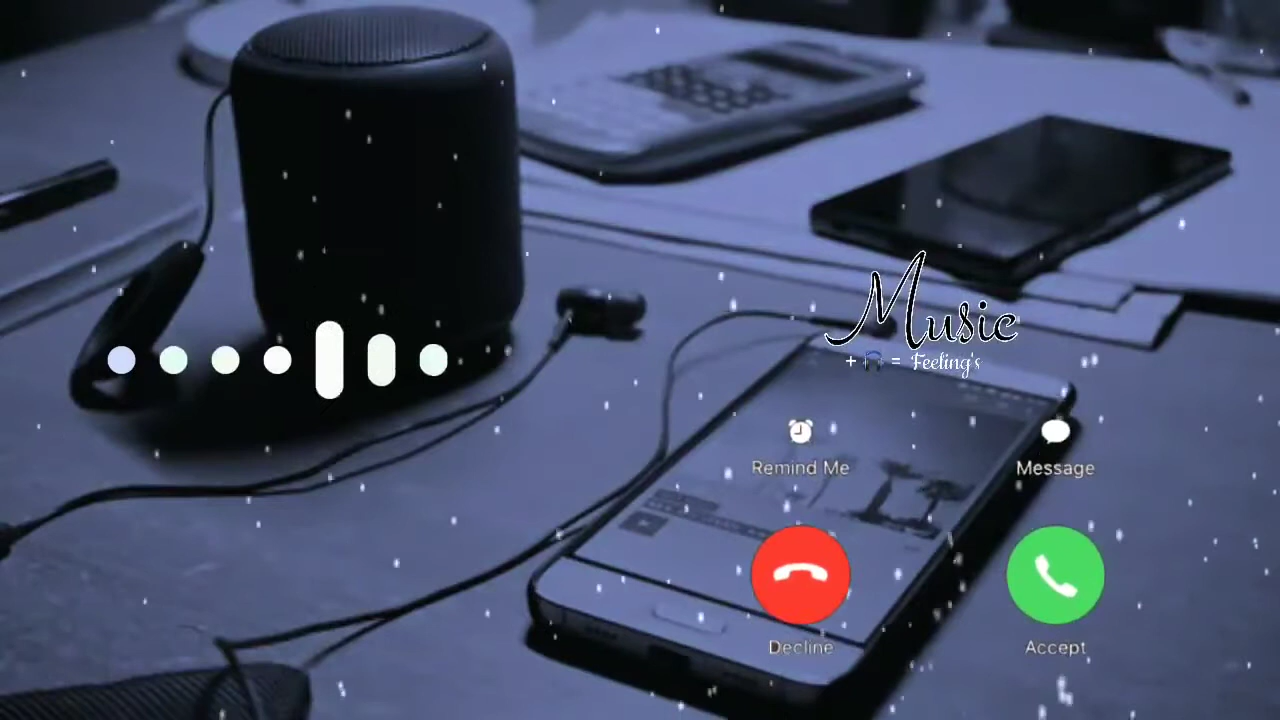 Music
+ 🎧 = Feeling's
Remind Me
Message
Decline
Accept